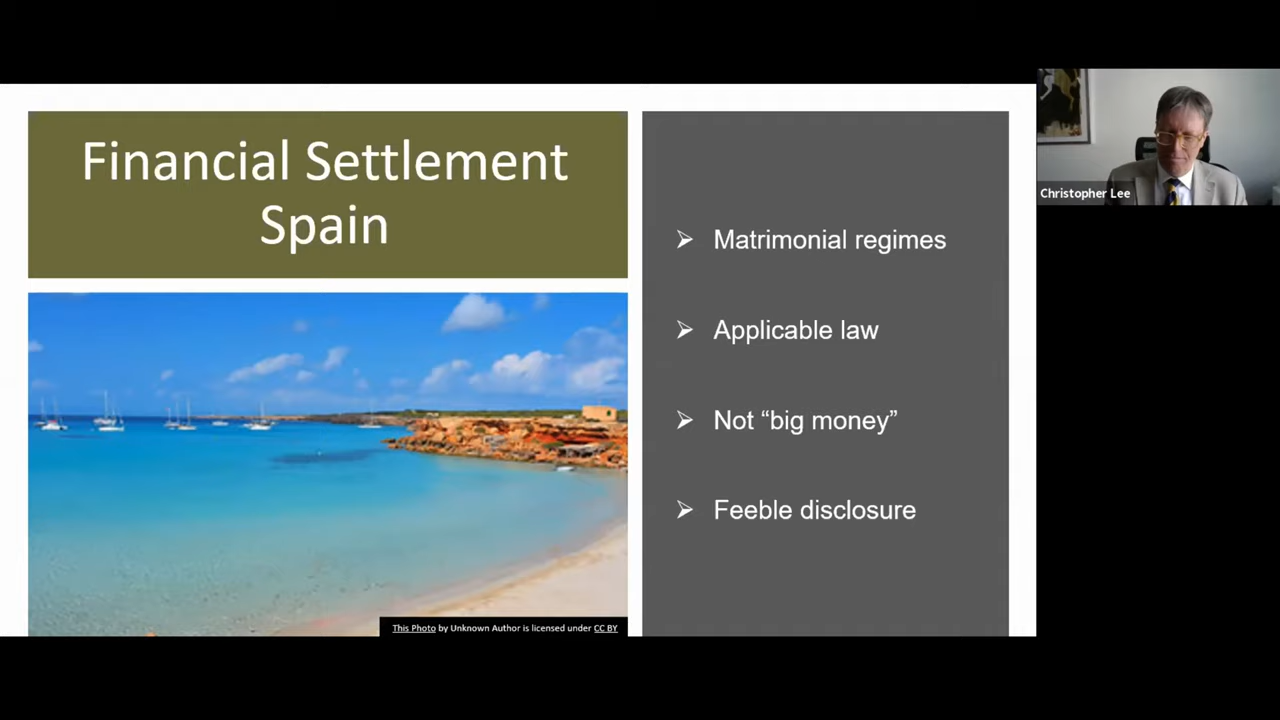 Financial Settlement
Spain
➢ Matrimonial regimes
➢ Applicable law
➢ Not “big money”
➢ Feeble disclosure
This Photo by Unknown Author is licensed under CC BY
Christopher Lee